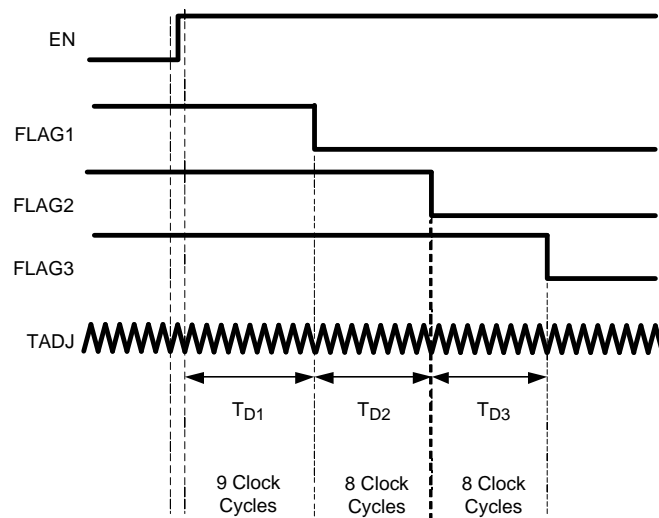 EN
FLAG1
FLAG2
FLAG3
TADJ
TD1 TD2 TD3
9 Clock 8 Clock 8 Clock
Cycles Cycles Cycles